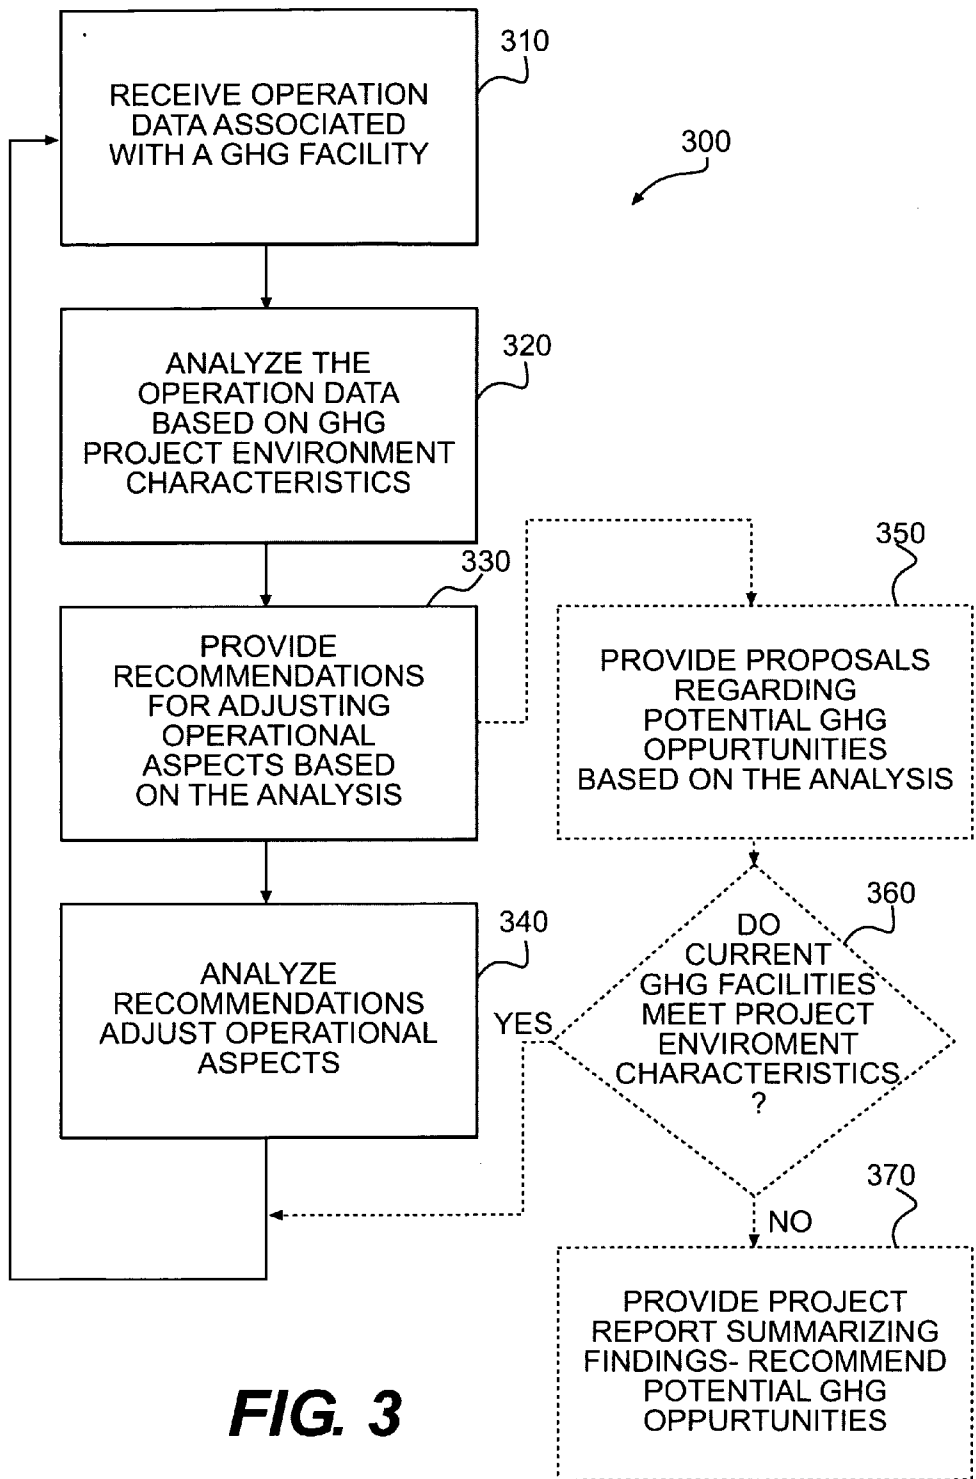 310
RECEIVE OPERATION
DATA ASSOCIATED
WITH A GHG FACILITY
300
320
ANALYZE THE
OPERATION DATA
BASED ON GHG
PROJECT ENVIRONMENT
CHARACTERISTICS
330
PROVIDE
RECOMMENDATIONS
FOR ADJUSTING
OPERATIONAL
ASPECTS BASED
ON THE ANALYSIS
350
PROVIDE PROPOSALS
REGARDING
POTENTIAL GHG
OPPURTUNITIES
BASED ON THE ANALYSIS
340
ANALYZE
RECOMMENDATIONS
ADJUST OPERATIONAL
ASPECTS
360
DO
CURRENT
GHG FACILITIES
MEET PROJECT
ENVIROMENT
CHARACTERISTICS
?
YES
NO
370
PROVIDE PROJECT
REPORT SUMMARIZING
FINDINGS- RECOMMEND
POTENTIAL GHG
OPPURTUNITIES
FIG. 3